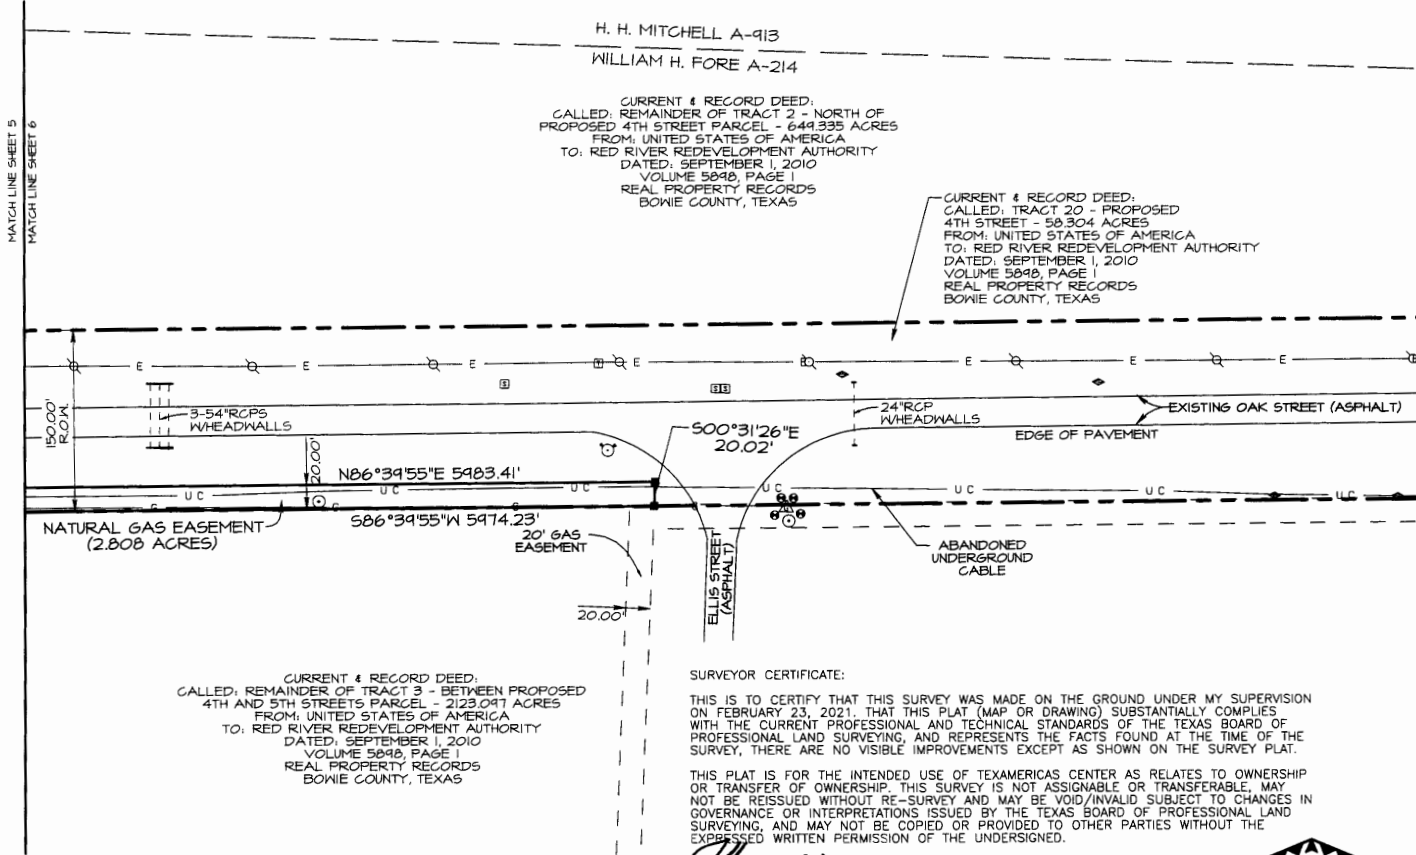 H. H. MITCHELL A-913
WILLIAM H. FORE A-214
MATCH LINE SHEET 5
MATCH LINE SHEET 6
CURRENT & RECORD DEED:
CALLED: REMAINDER OF TRACT 2 - NORTH OF
PROPOSED 4TH STREET PARCEL - 649.335 ACRES
FROM: UNITED STATES OF AMERICA
TO: RED RIVER REDEVELOPMENT AUTHORITY
DATED: SEPTEMBER 1, 2010
VOLUME 5898, PAGE 1
REAL PROPERTY RECORDS
BOWIE COUNTY, TEXAS
CURRENT & RECORD DEED:
CALLED: TRACT 20 - PROPOSED
4TH STREET - 58.304 ACRES
FROM: UNITED STATES OF AMERICA
TO: RED RIVER REDEVELOPMENT AUTHORITY
DATED: SEPTEMBER 1, 2010
VOLUME 5898, PAGE 1
REAL PROPERTY RECORDS
BOWIE COUNTY, TEXAS
E E E E E E E
S
S S
150.00'
R.O.W.
3-54"RCPS
W/HEADWALLS
24"RCP
W/HEADWALLS
EXISTING OAK STREET (ASPHALT)
EDGE OF PAVEMENT
S00°31'26"E
20.02'
20.00'
N86°39'55"E 5983.41'
UC UC UC UC UC UC UC
G G G
S86°39'55"W 5974.23'
NATURAL GAS EASEMENT
(2.808 ACRES)
20' GAS
EASEMENT
ELLIS STREET
(ASPHALT)
ABANDONED
UNDERGROUND
CABLE
20.00'
CURRENT & RECORD DEED:
CALLED: REMAINDER OF TRACT 3 - BETWEEN PROPOSED
4TH AND 5TH STREETS PARCEL - 2123.097 ACRES
FROM: UNITED STATES OF AMERICA
TO: RED RIVER REDEVELOPMENT AUTHORITY
DATED: SEPTEMBER 1, 2010
VOLUME 5898, PAGE 1
REAL PROPERTY RECORDS
BOWIE COUNTY, TEXAS
SURVEYOR CERTIFICATE:
THIS IS TO CERTIFY THAT THIS SURVEY WAS MADE ON THE GROUND UNDER MY SUPERVISION
ON FEBRUARY 23, 2021. THAT THIS PLAT (MAP OR DRAWING) SUBSTANTIALLY COMPLIES
WITH THE CURRENT PROFESSIONAL AND TECHNICAL STANDARDS OF THE TEXAS BOARD OF
PROFESSIONAL LAND SURVEYING, AND REPRESENTS THE FACTS FOUND AT THE TIME OF THE
SURVEY, THERE ARE NO VISIBLE IMPROVEMENTS EXCEPT AS SHOWN ON THE SURVEY PLAT.
THIS PLAT IS FOR THE INTENDED USE OF TEXAMERICAS CENTER AS RELATES TO OWNERSHIP
OR TRANSFER OF OWNERSHIP. THIS SURVEY IS NOT ASSIGNABLE OR TRANSFERABLE, MAY
NOT BE REISSUED WITHOUT RE-SURVEY AND MAY BE VOID/INVALID SUBJECT TO CHANGES IN
GOVERNANCE OR INTERPRETATIONS ISSUED BY THE TEXAS BOARD OF PROFESSIONAL LAND
SURVEYING, AND MAY NOT BE COPIED OR PROVIDED TO OTHER PARTIES WITHOUT THE
EXPRESSED WRITTEN PERMISSION OF THE UNDERSIGNED.